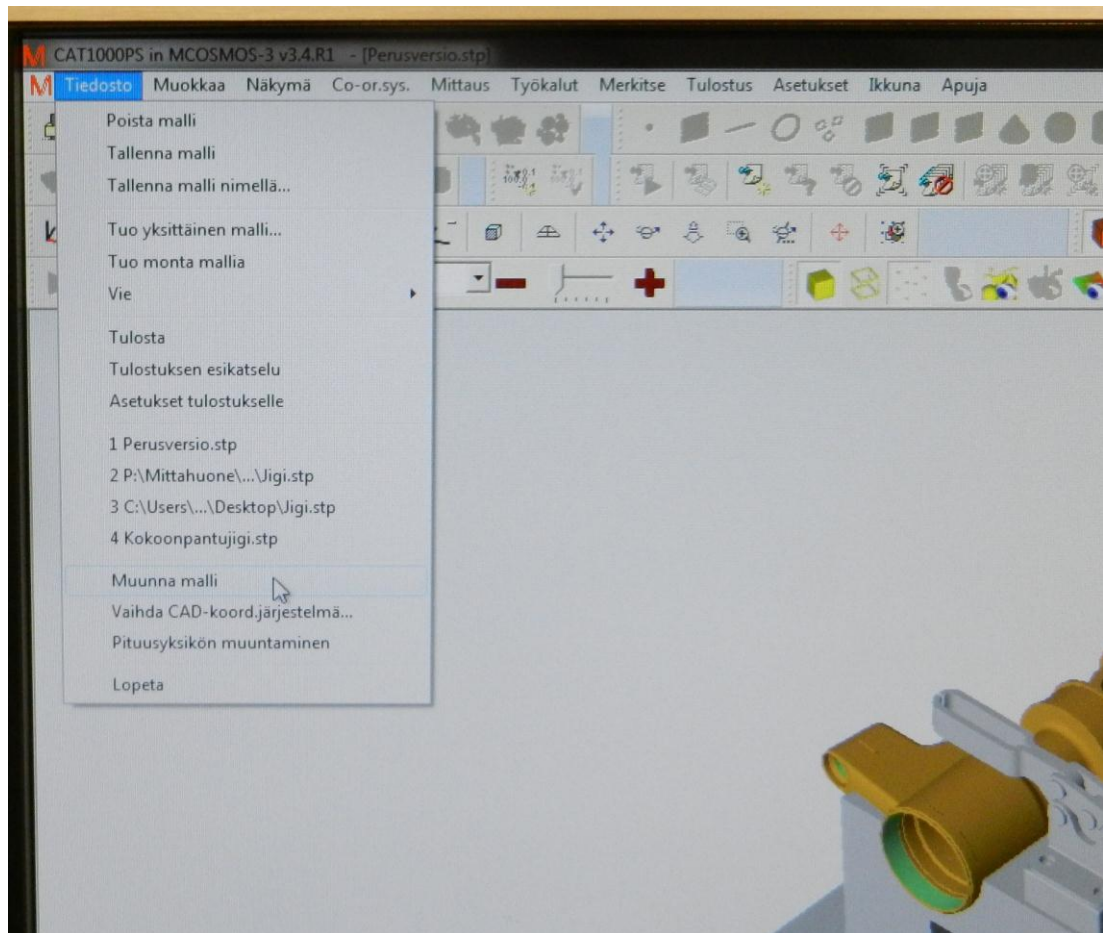 CAT1000PS in MCOSMOS-3 v3.4.R1 - [Perusversio.stp]
Tiedosto Muokkaa Näkymä Co-or.sys. Mittaus Työkalut Merkitse Tulostus Asetukset Ikkuna Apuja
Poista malli
Tallenna malli
Tallenna malli nimellä...
Tuo yksittäinen malli...
Tuo monta mallia
Vie
Tulosta
Tulostuksen esikatselu
Asetukset tulostukselle
1 Perusversio.stp
2 P:\Mittahuone\...\Jigi.stp
3 C:\Users\...\Desktop\Jigi.stp
4 Kokoonpantujigi.stp
Muunna malli
Vaihda CAD-koord.järjestelmä...
Pituusyksikön muuntaminen
Lopeta